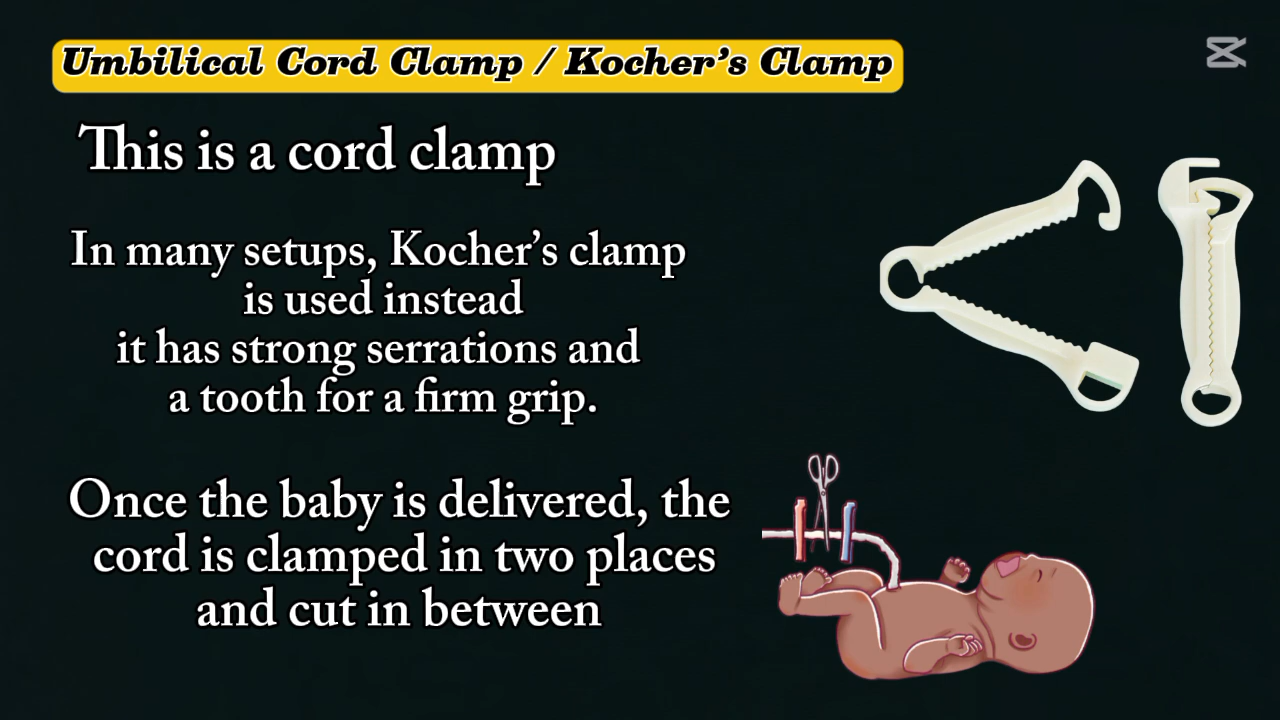 Umbilical Cord Clamp / Kocher’s Clamp
This is a cord clamp
In many setups, Kocher’s clamp
is used instead
it has strong serrations and
a tooth for a firm grip.
Once the baby is delivered, the
cord is clamped in two places
and cut in between